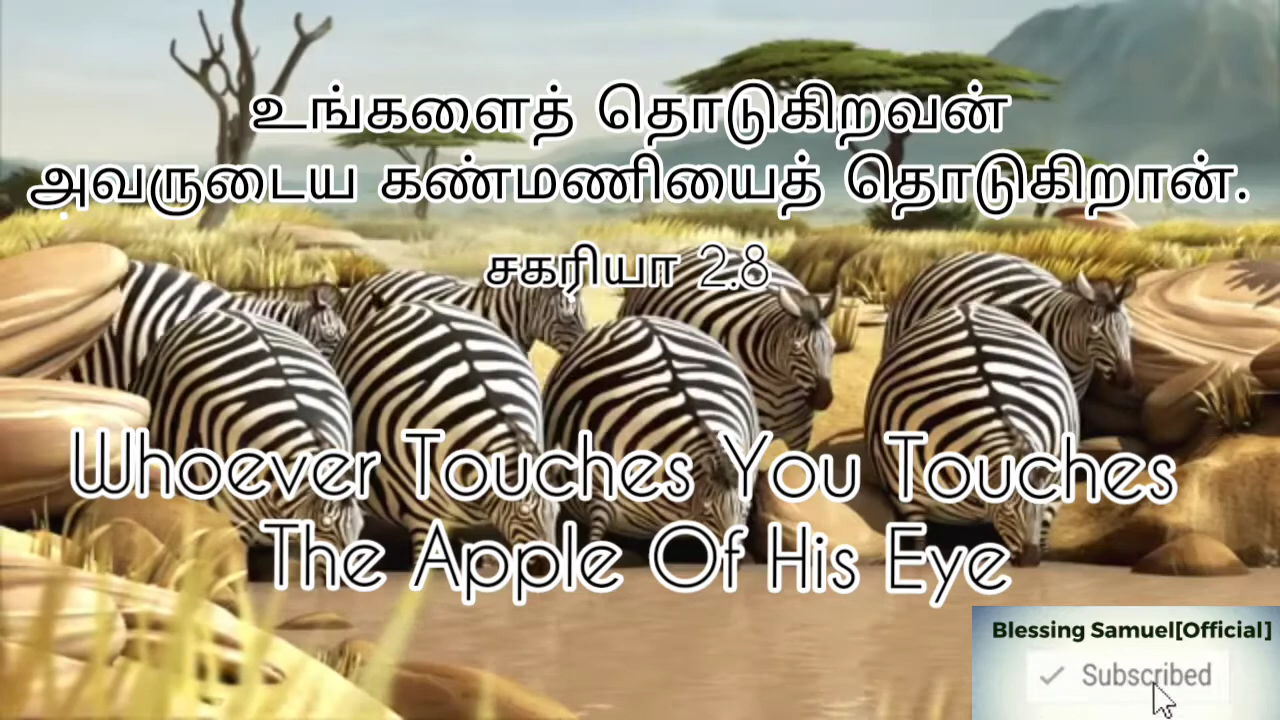 உங்களைத் தொடுகிறவன்
அவருடைய கண்மணியைத் தொடுகிறான்.
சகரியா 2.8
Whoever Touches You Touches
The Apple Of His Eye
Blessing Samuel[Official]
Subscribed